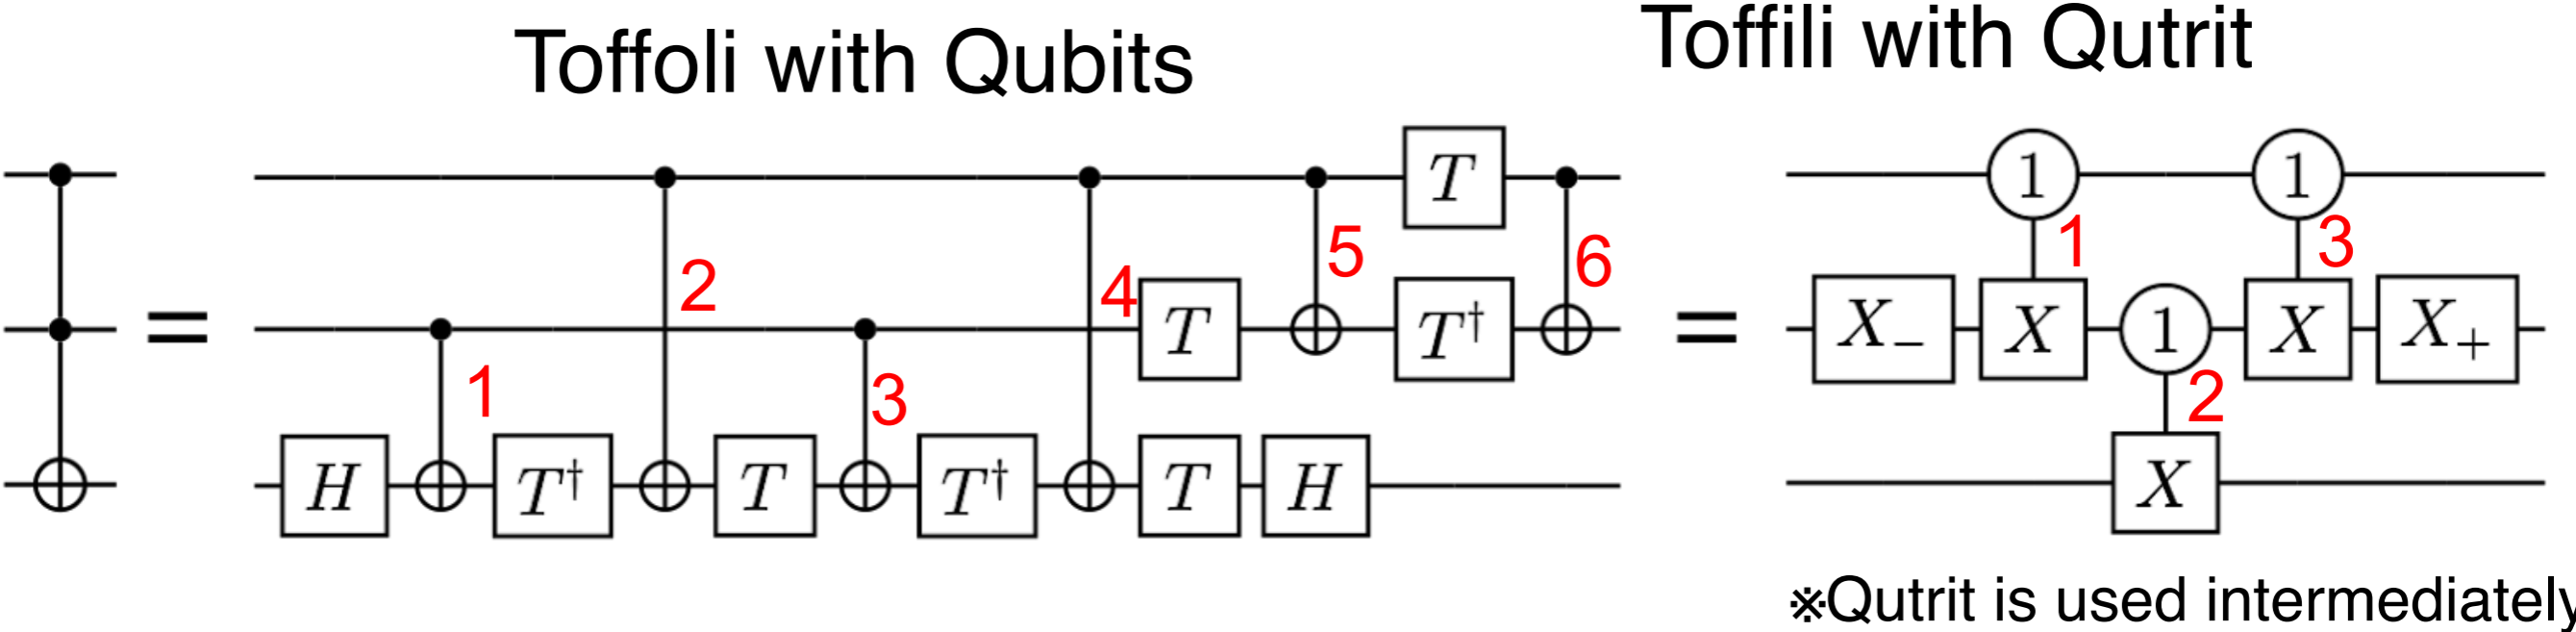 Toffoli with Qubits
Toffili with Qutrit
T
1 1
2 5 6 1 3
4 T T† X₋ X 1 X X₊
= =
1 3 2
H T† T T† T H X
※Qutrit is used intermediately